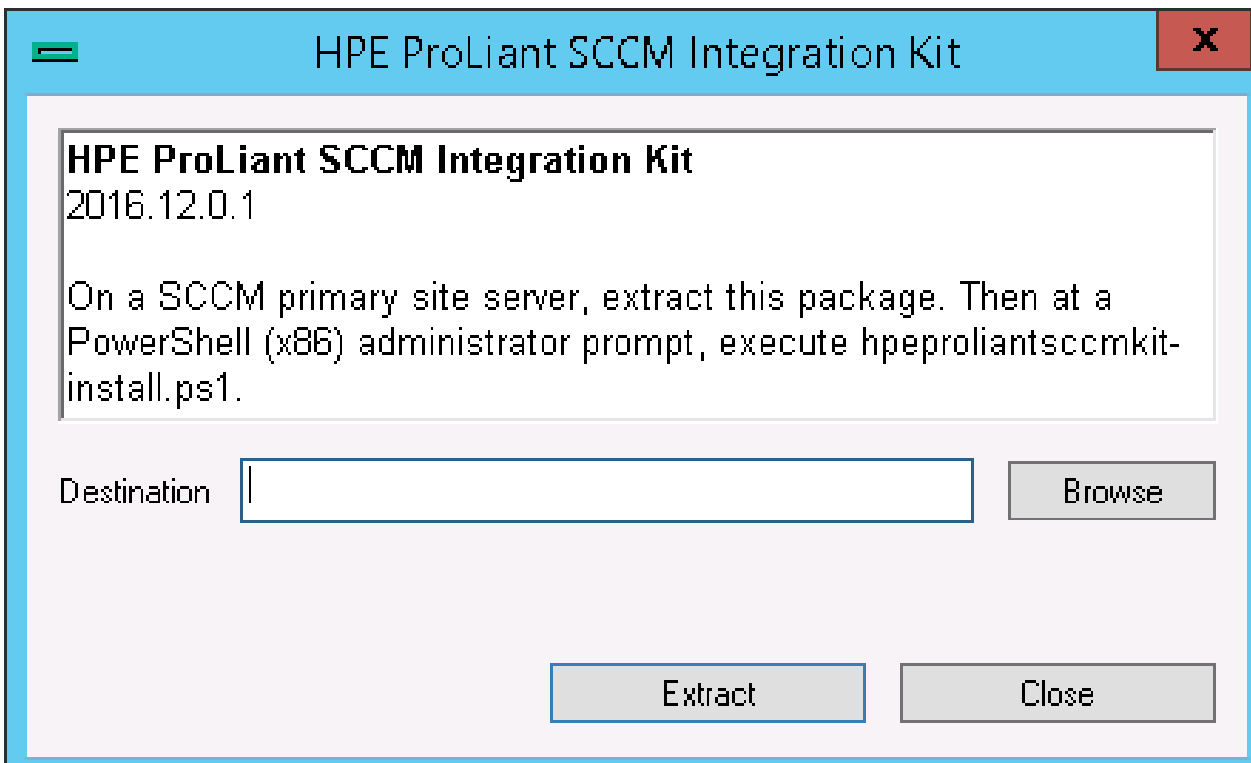 HPE ProLiant SCCM Integration Kit
x
HPE ProLiant SCCM Integration Kit
2016.12.0.1
On a SCCM primary site server, extract this package. Then at a
PowerShell (x86) administrator prompt, execute hpeproliantsccmkit-
install.ps1.
Destination
Browse
Extract
Close